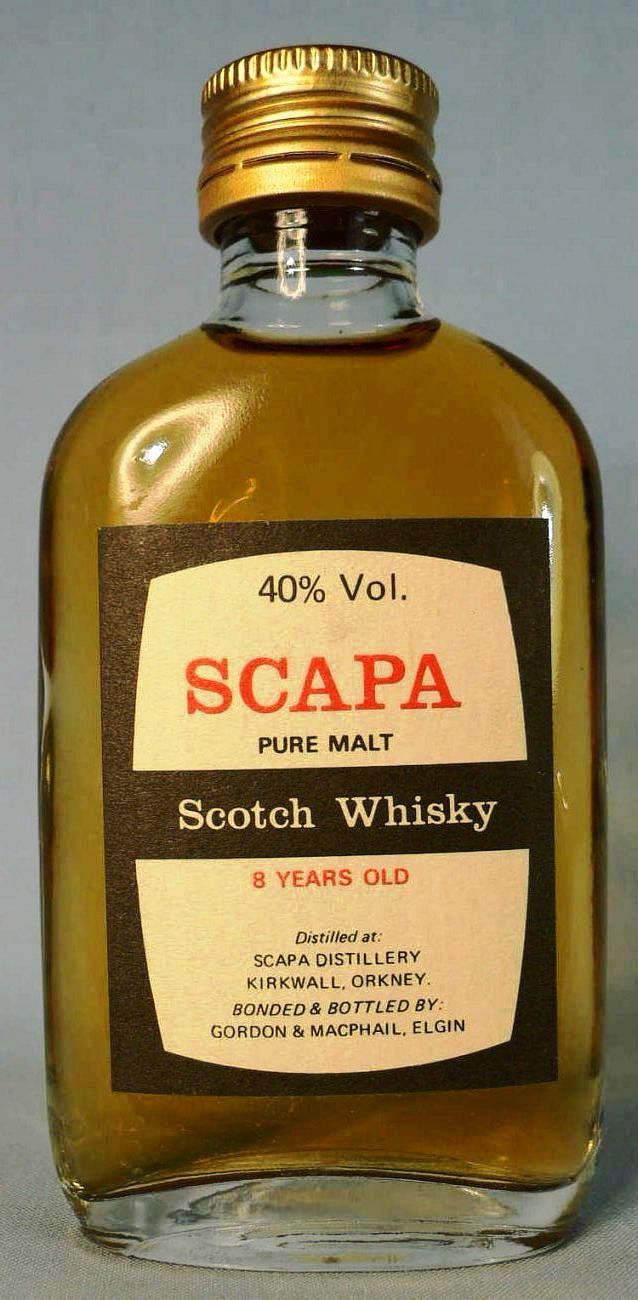 40% Vol.
SCAPA
PURE MALT
Scotch Whisky
8 YEARS OLD
Distilled at:
SCAPA DISTILLERY
KIRKWALL, ORKNEY.
BONDED & BOTTLED BY:
GORDON & MACPHAIL, ELGIN